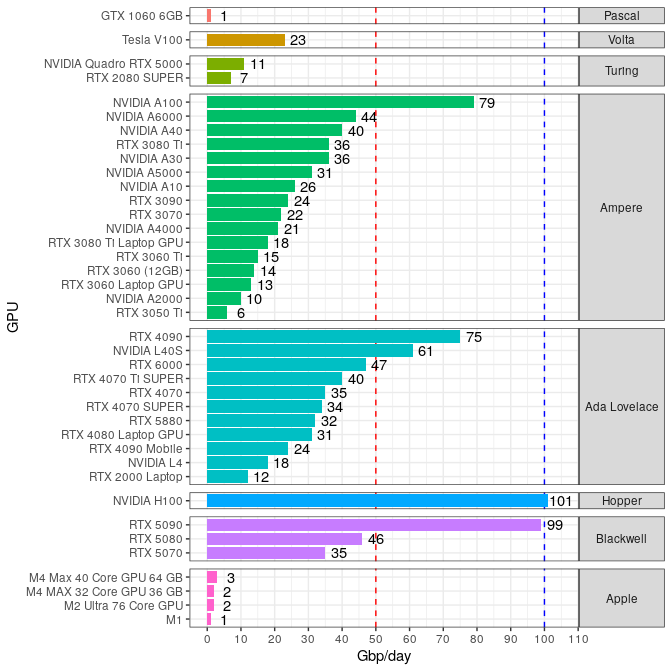 GTX 1060 6GB 1 Pascal
Tesla V100 23 Volta
NVIDIA Quadro RTX 5000 11
RTX 2080 SUPER 7
Turing
NVIDIA A100 79
NVIDIA A6000 44
NVIDIA A40 40
RTX 3080 TI 36
NVIDIA A30 36
NVIDIA A5000 31
NVIDIA A10 26
RTX 3090 24
RTX 3070 22
NVIDIA A4000 21
RTX 3080 TI Laptop GPU 18
RTX 3060 TI 15
RTX 3060 (12GB) 14
RTX 3060 Laptop GPU 13
NVIDIA A2000 10
RTX 3050 TI 6
Ampere
RTX 4090 75
NVIDIA L40S 61
RTX 6000 47
RTX 4070 TI SUPER 40
RTX 4070 35
RTX 4070 SUPER 34
RTX 5880 32
RTX 4080 Laptop GPU 31
RTX 4090 Mobile 24
NVIDIA L4 18
RTX 2000 Laptop 12
Ada Lovelace
NVIDIA H100 101 Hopper
RTX 5090 99
RTX 5080 46
RTX 5070 35
Blackwell
M4 Max 40 Core GPU 64 GB 3
M4 MAX 32 Core GPU 36 GB 2
M2 Ultra 76 Core GPU 2
M1 1
Apple
0 10 20 30 40 50 60 70 80 90 100 110
Gbp/day
GPU